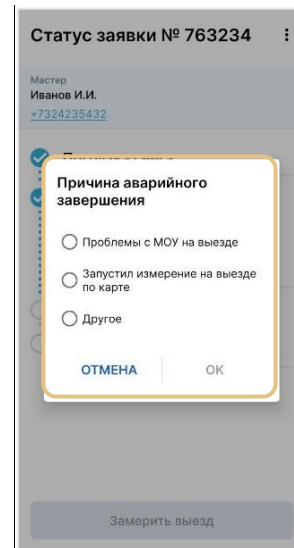 Статус заявки № 763234
Мастер
Иванов И.И.
+7324235432
Причина аварийного
завершения
Проблемы с МОУ на выезде
Запустил измерение на выезде
по карте
Другое
ОТМЕНА
ОК
Замерить выезд